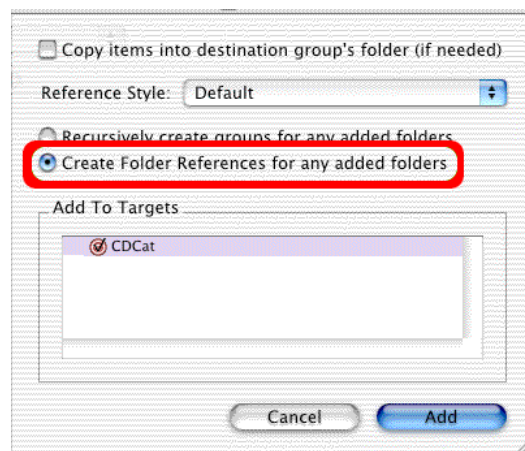 Copy items into destination group's folder (if needed)
Reference Style: Default
Recursively create groups for any added folders
Create Folder References for any added folders
Add To Targets
CDCat
Cancel Add